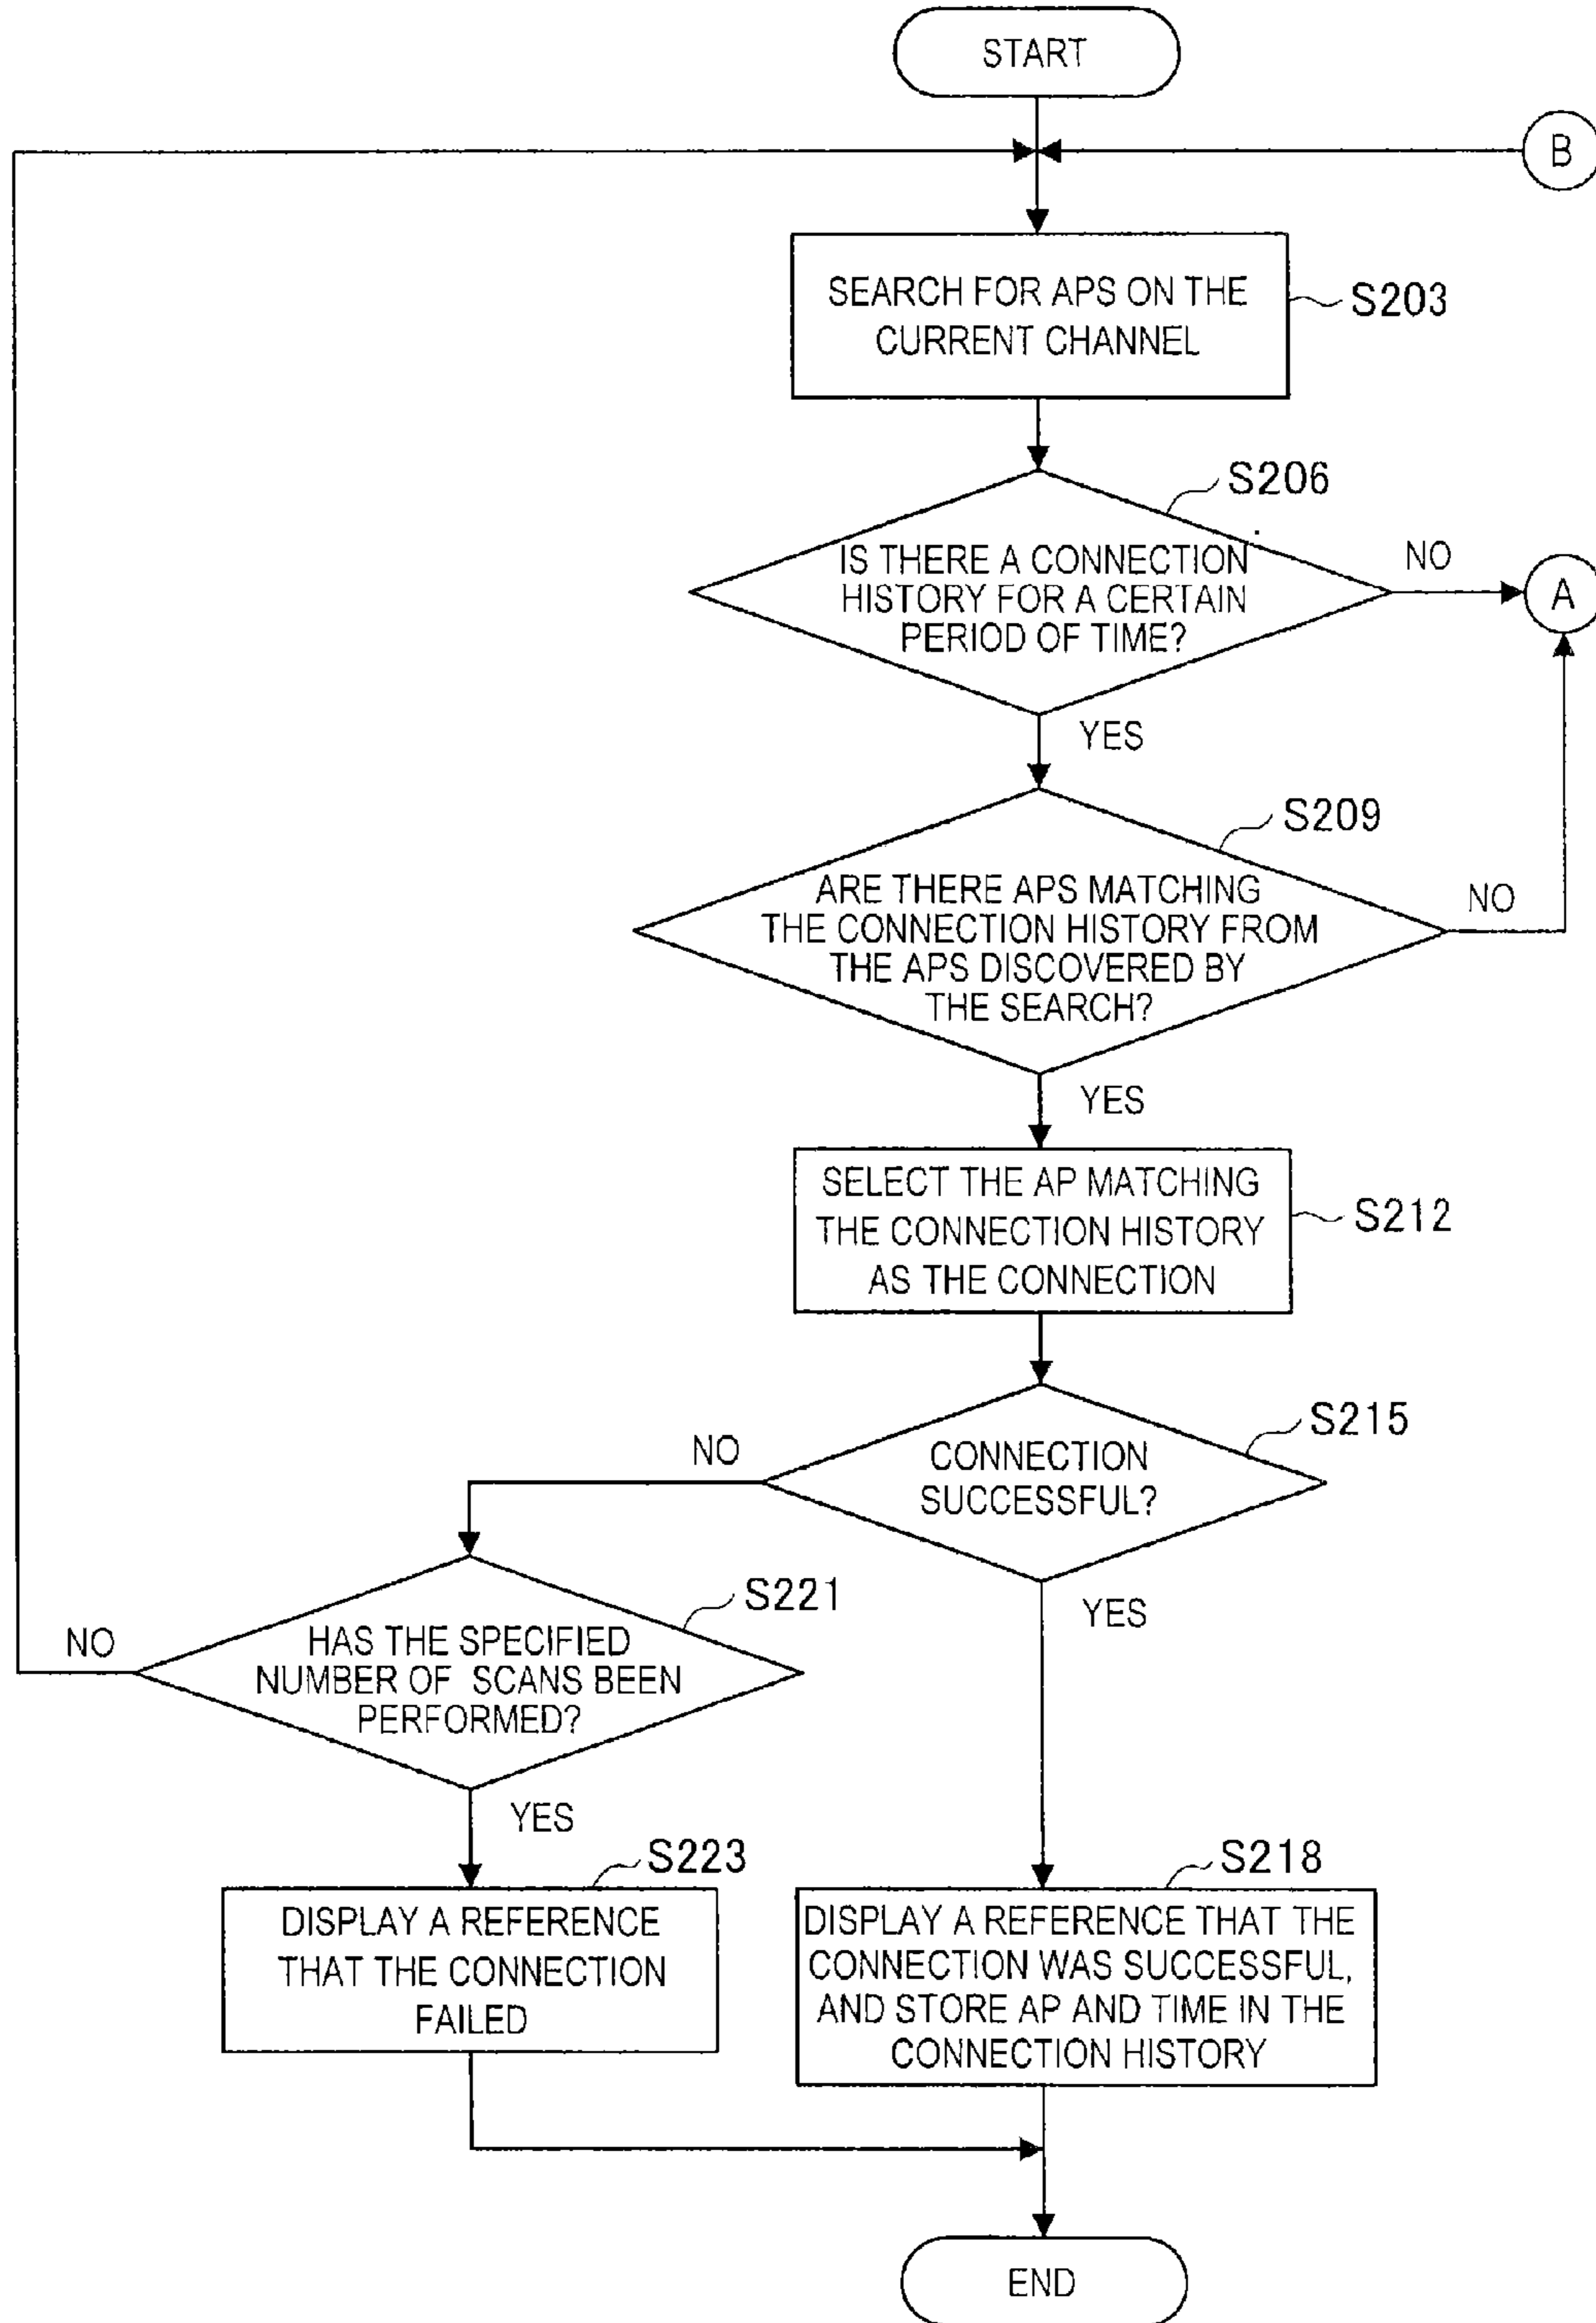 START
B
SEARCH FOR APS ON THE
CURRENT CHANNEL
S203
S206
IS THERE A CONNECTION
HISTORY FOR A CERTAIN
PERIOD OF TIME?
NO
A
YES
S209
ARE THERE APS MATCHING
THE CONNECTION HISTORY FROM
THE APS DISCOVERED BY
THE SEARCH?
NO
YES
SELECT THE AP MATCHING
THE CONNECTION HISTORY
AS THE CONNECTION
S212
S215
CONNECTION
SUCCESSFUL?
NO
YES
S221
HAS THE SPECIFIED
NUMBER OF SCANS BEEN
PERFORMED?
NO
YES
S223
DISPLAY A REFERENCE
THAT THE CONNECTION
FAILED
S218
DISPLAY A REFERENCE THAT THE
CONNECTION WAS SUCCESSFUL,
AND STORE AP AND TIME IN THE
CONNECTION HISTORY
END